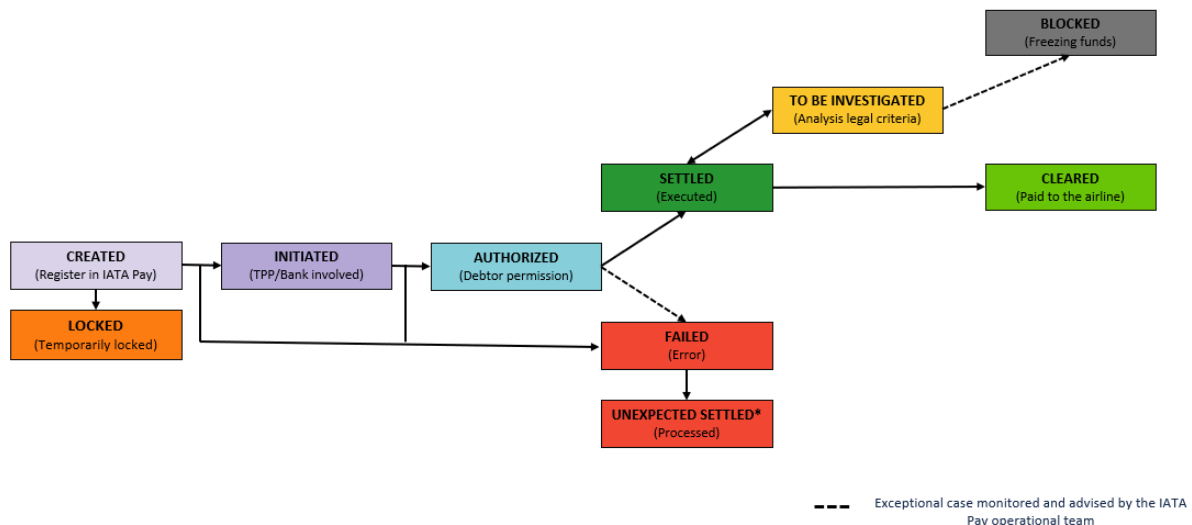 BLOCKED
(Freezing funds)
TO BE INVESTIGATED
(Analysis legal criteria)
SETTLED
(Executed)
CLEARED
(Paid to the airline)
CREATED
(Register in IATA Pay)
INITIATED
(TPP/Bank involved)
AUTHORIZED
(Debtor permission)
LOCKED
(Temporarily locked)
FAILED
(Error)
UNEXPECTED SETTLED*
(Processed)
Exceptional case monitored and advised by the IATA
Pay operational team